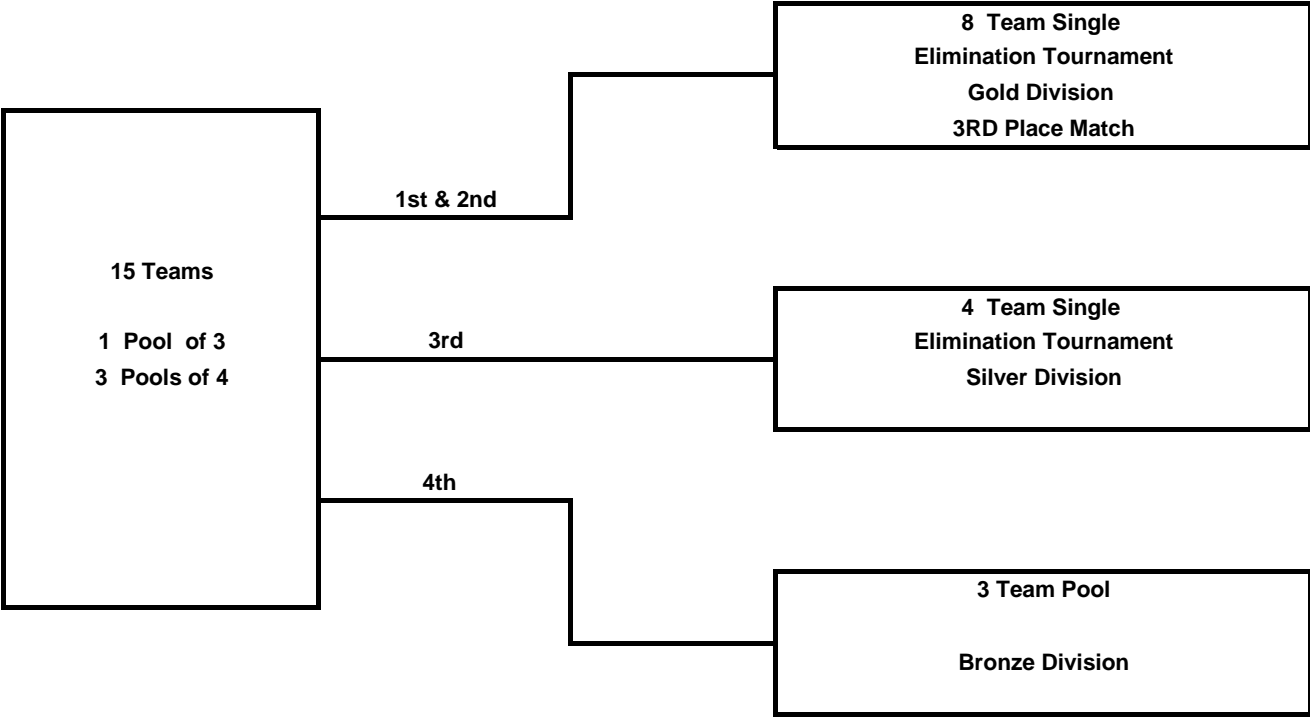 15 Teams
1 Pool of 3
3 Pools of 4
1st & 2nd
8 Team Single
Elimination Tournament
Gold Division
3RD Place Match
3rd
4 Team Single
Elimination Tournament
Silver Division
4th
3 Team Pool
Bronze Division